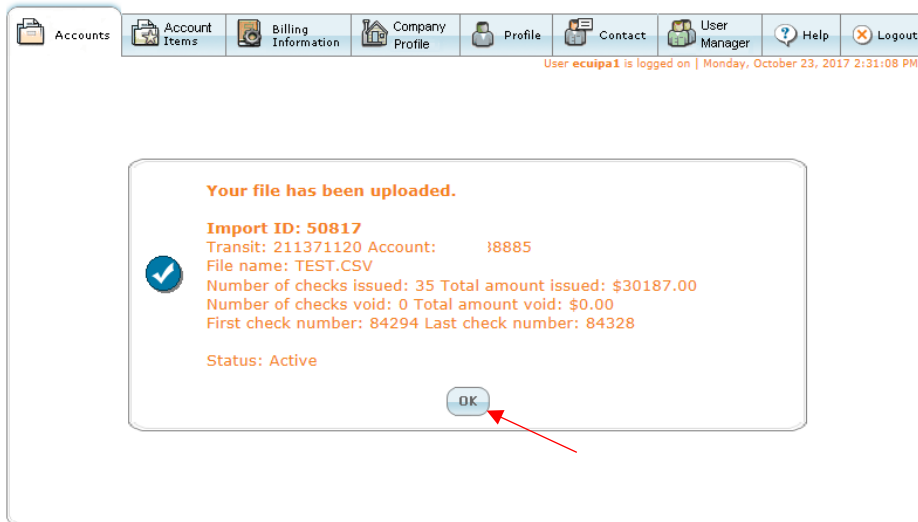 Accounts
Account Items
Billing Information
Company Profile
Profile
Contact
User Manager
Help
Logout
User ecuipa1 is logged on | Monday, October 23, 2017 2:31:08 PM
Your file has been uploaded.
Import ID: 50817
Transit: 211371120 Account: 38885
File name: TEST.CSV
Number of checks issued: 35 Total amount issued: $30187.00
Number of checks void: 0 Total amount void: $0.00
First check number: 84294 Last check number: 84328
Status: Active
OK